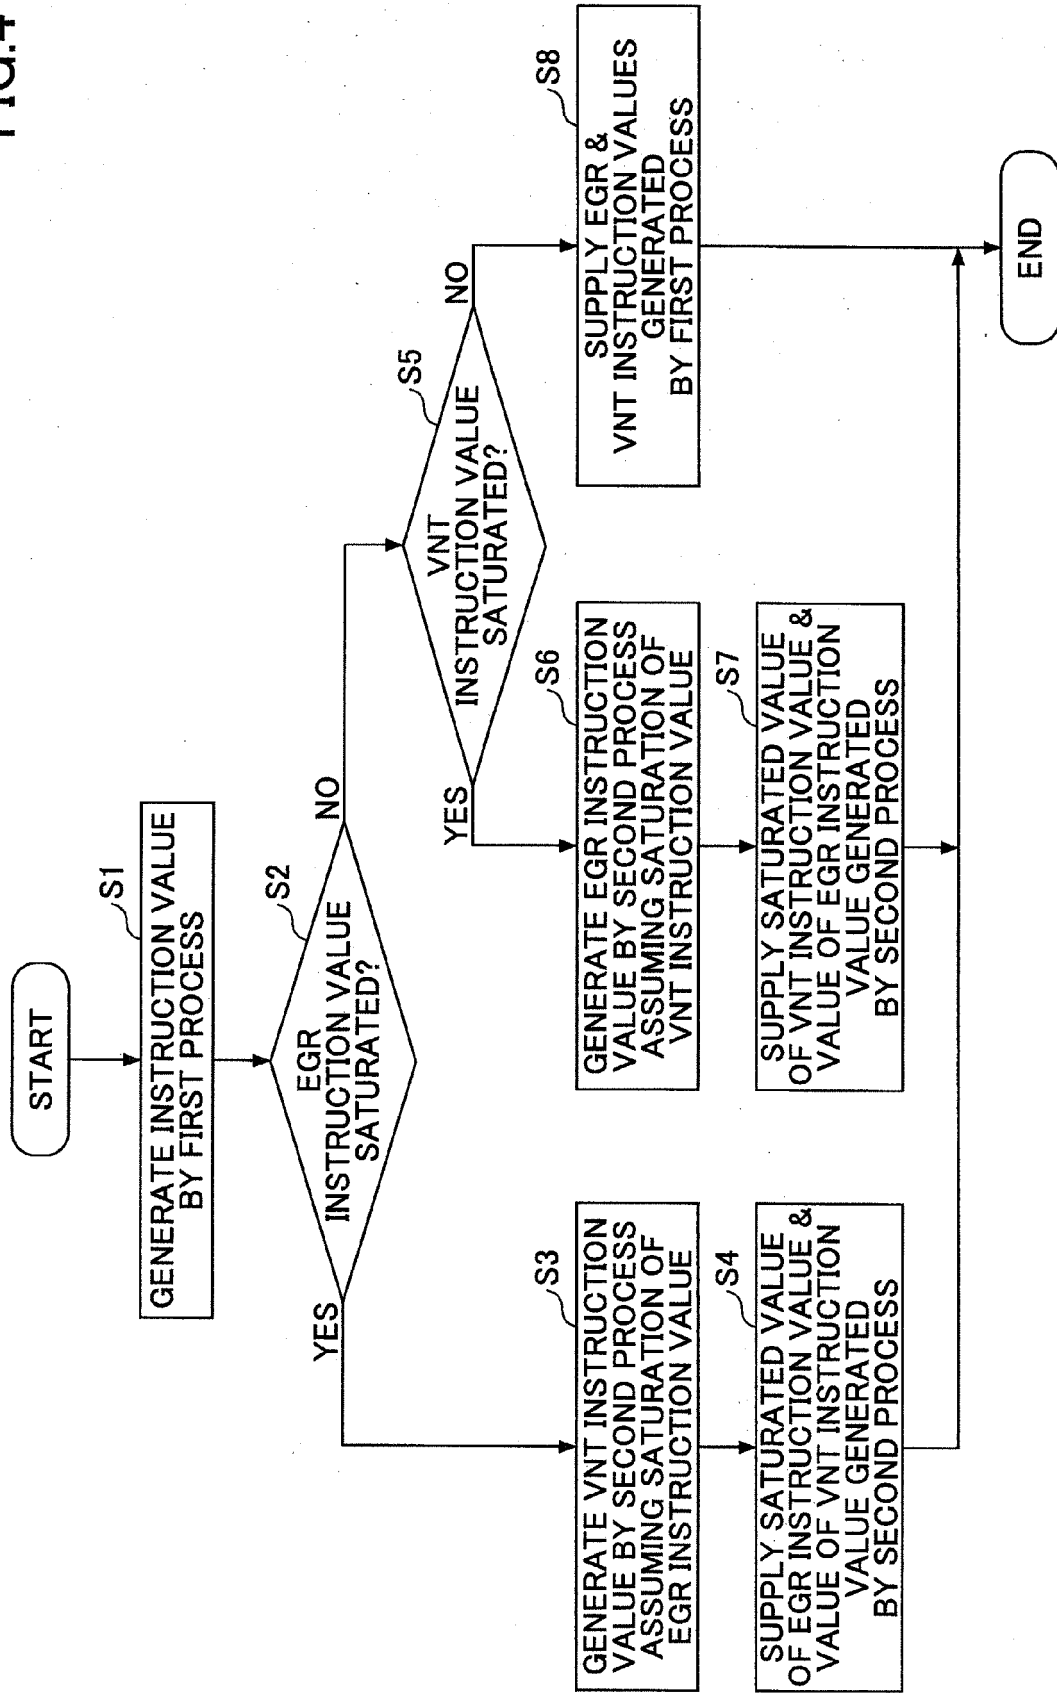 FIG.4
START
GENERATE INSTRUCTION VALUE
BY FIRST PROCESS
S1
EGR
INSTRUCTION VALUE
SATURATED?
S2
YES
NO
GENERATE VNT INSTRUCTION
VALUE BY SECOND PROCESS
ASSUMING SATURATION OF
EGR INSTRUCTION VALUE
S3
SUPPLY SATURATED VALUE
OF EGR INSTRUCTION VALUE &
VALUE OF VNT INSTRUCTION
VALUE GENERATED
BY SECOND PROCESS
S4
VNT
INSTRUCTION VALUE
SATURATED?
S5
YES
NO
GENERATE EGR INSTRUCTION
VALUE BY SECOND PROCESS
ASSUMING SATURATION OF
VNT INSTRUCTION VALUE
S6
SUPPLY SATURATED VALUE
OF VNT INSTRUCTION VALUE &
VALUE OF EGR INSTRUCTION
VALUE GENERATED
BY SECOND PROCESS
S7
SUPPLY EGR &
VNT INSTRUCTION VALUES
GENERATED
BY FIRST PROCESS
S8
END